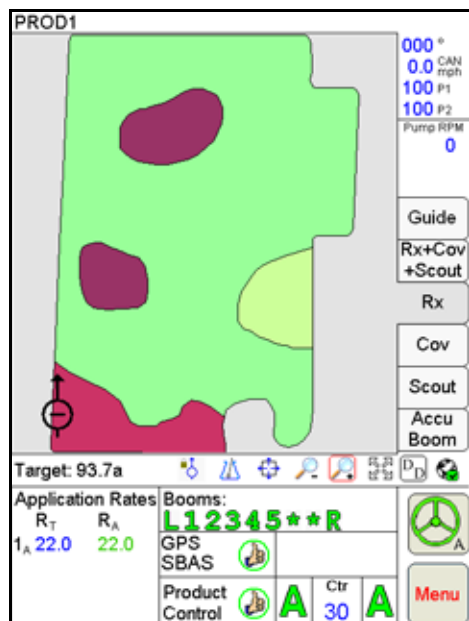 PROD1
000 °
0.0 CAN mph
100 P1
100 P2
Pump RPM
0
Guide
Rx+Cov
+Scout
Rx
Cov
Scout
Accu
Boom
Target: 93.7a
DD
Application Rates
RT RA
1A 22.0 22.0
Booms:
L12345**R
GPS
SBAS
Product
Control
A
Ctr
30
A
A
Menu